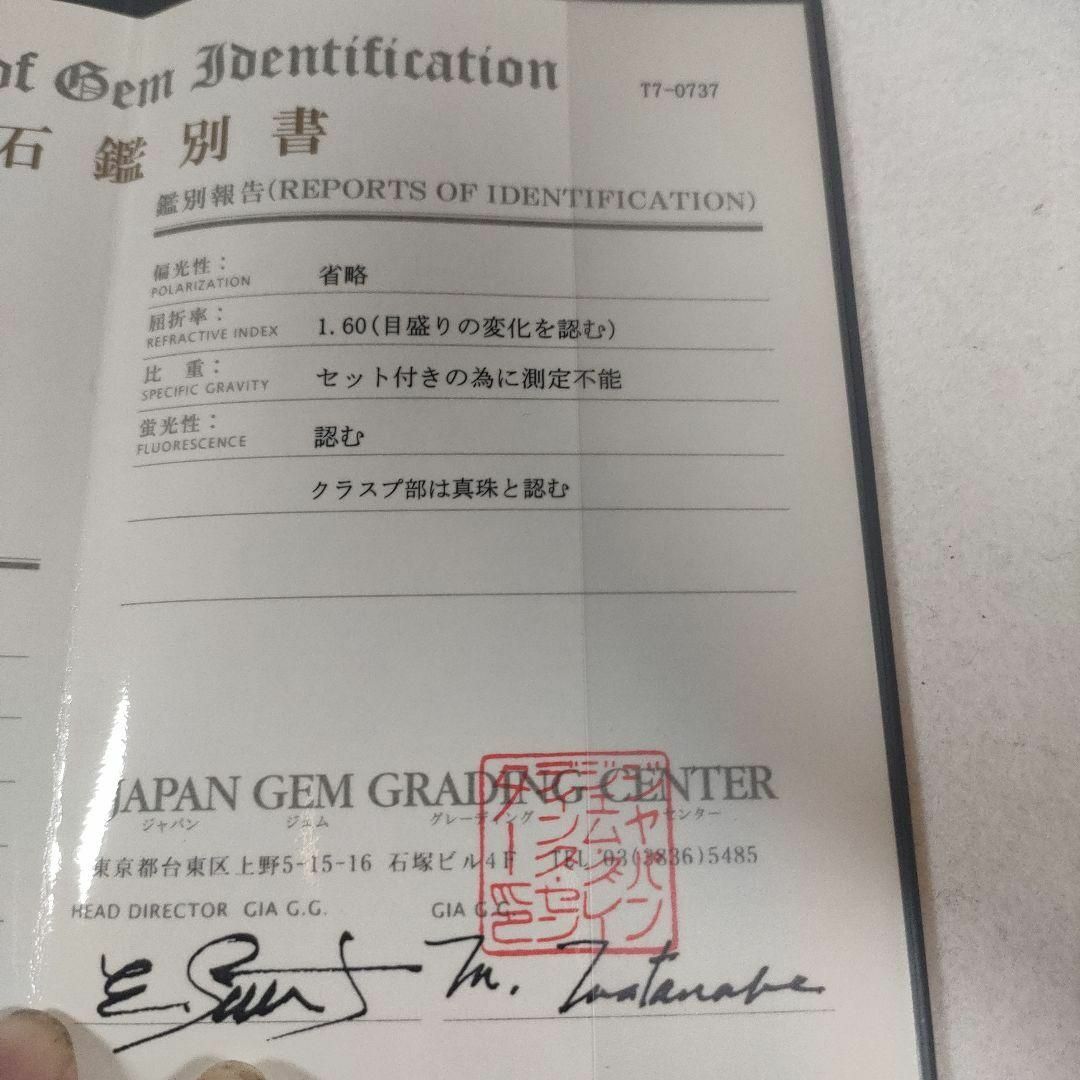 of Gem Identification
T7-0737
石鑑別書
鑑別報告(REPORTS OF IDENTIFICATION)
偏光性： 省略
POLARIZATION
屈折率： 1.60(目盛りの変化を認む)
REFRACTIVE INDEX
比 重： セット付きの為に測定不能
SPECIFIC GRAVITY
蛍光性： 認む
FLUORESCENCE
クラスプ部は真珠と認む
JAPAN GEM GRADING CENTER
ジャパン ジェム グレーディング センター
東京都台東区上野5-15-16 石塚ビル4F TEL 03(3836)5485
HEAD DIRECTOR GIA G.G. GIA G.G.
M. Watanabe